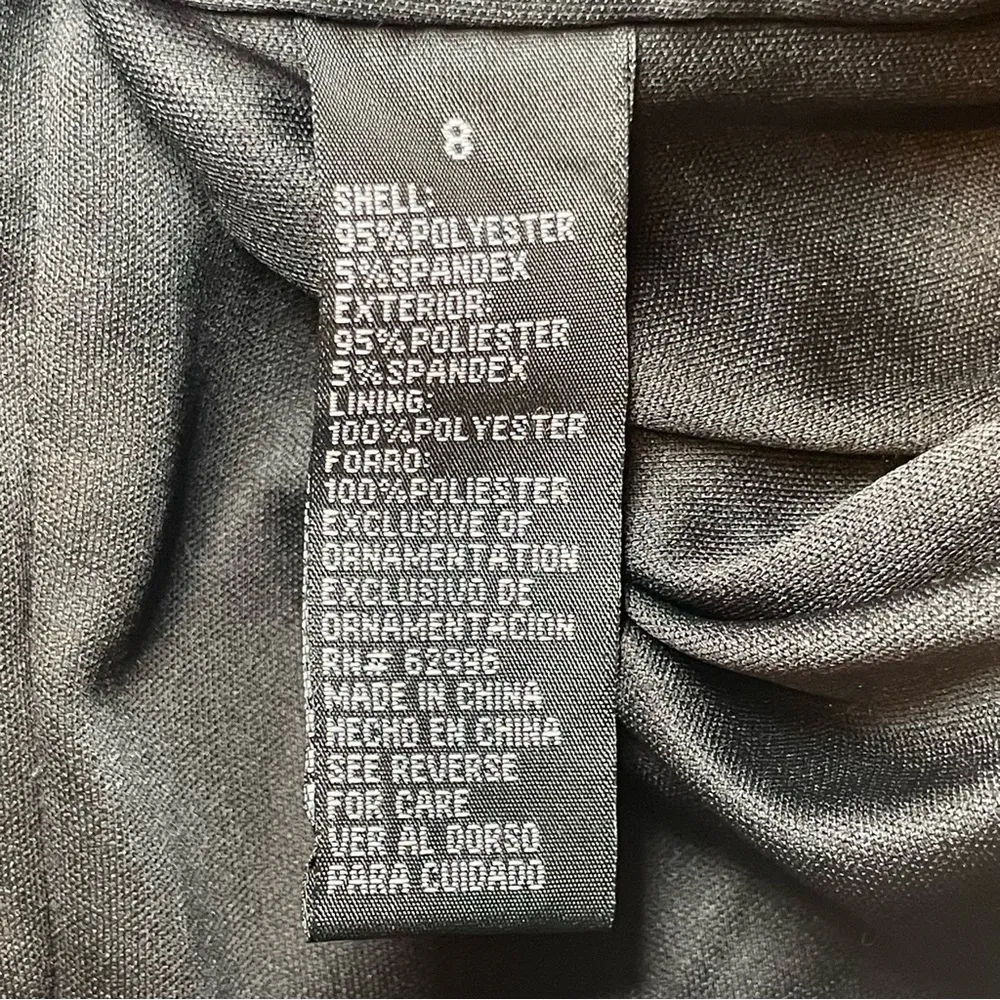 8
SHELL:
95%POLYESTER
5%SPANDEX
EXTERIOR:
95%POLIESTER
5%SPANDEX
LINING:
100%POLYESTER
FORRO:
100%POLIESTER
EXCLUSIVE OF
ORNAMENTATION
EXCLUSIVO DE
ORNAMENTACION
RN#
MADE IN CHINA
HECHO EN CHINA
SEE REVERSE
FOR CARE
VER AL DORSO
PARA CUIDADO